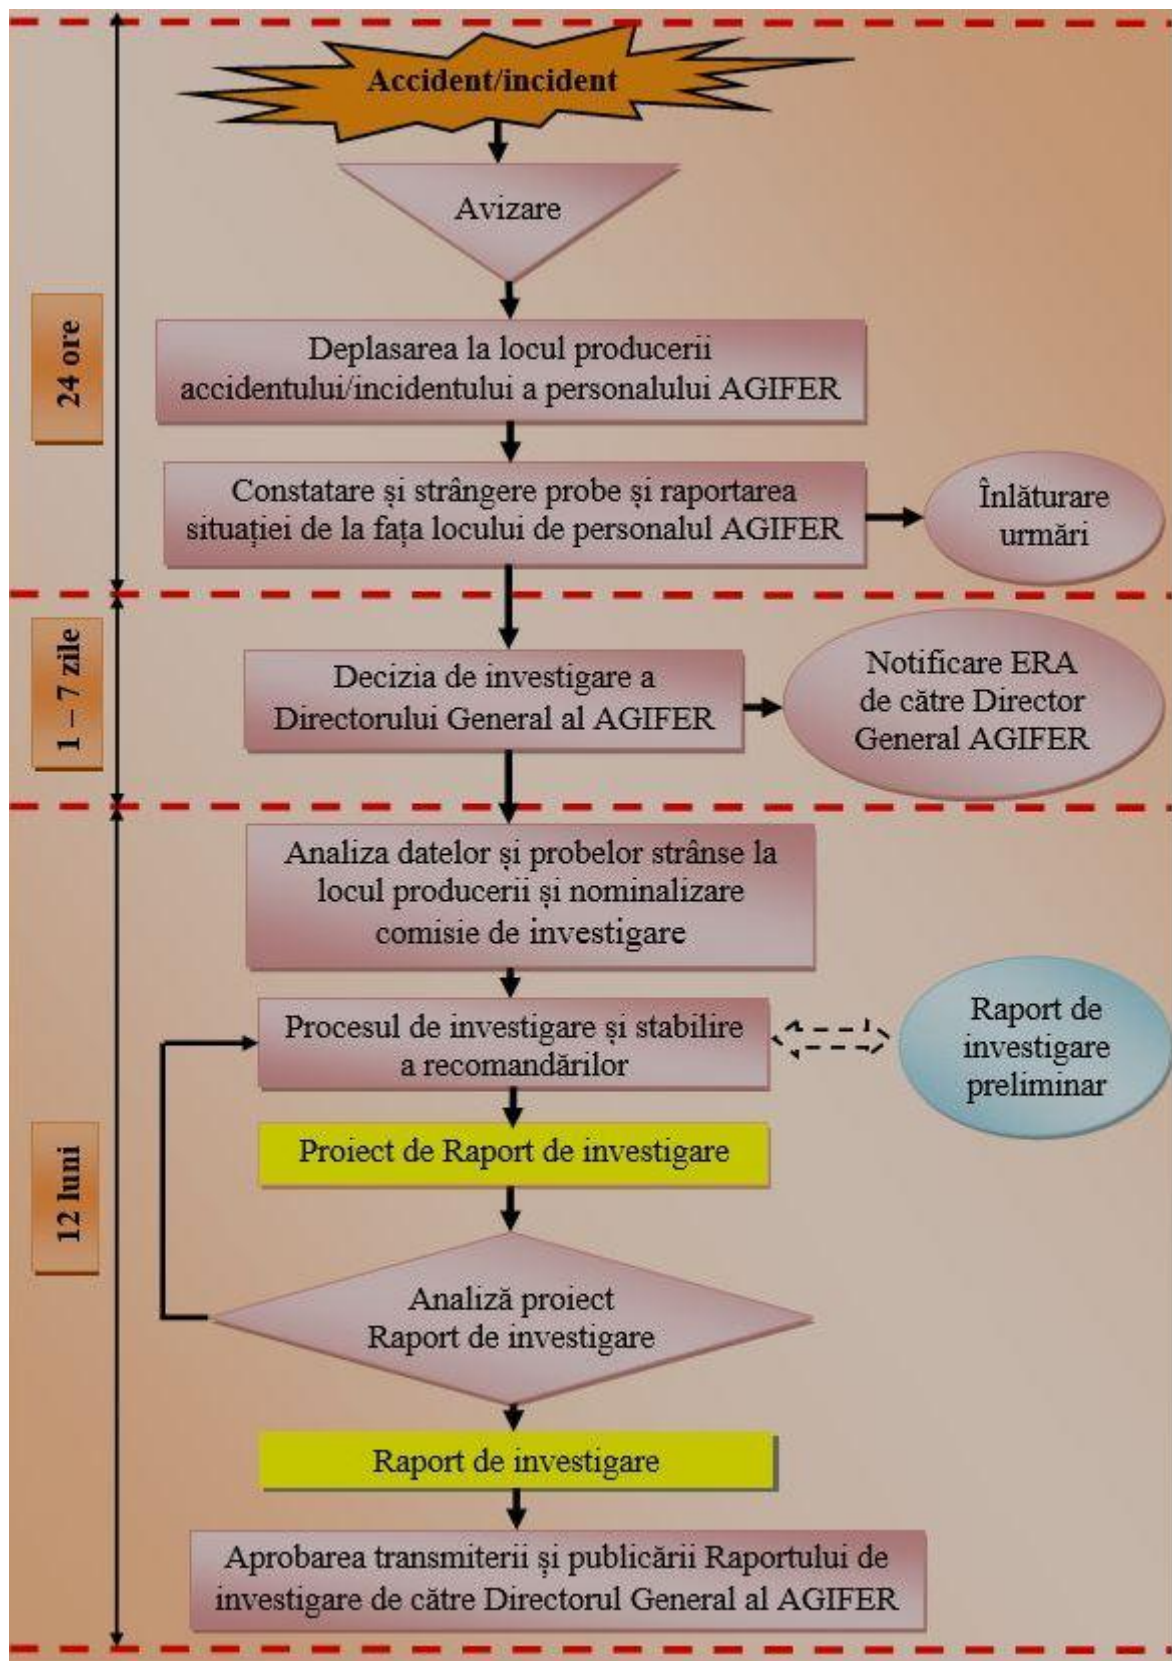 Accident/incident
Avizare
24 ore
Deplasarea la locul producerii
accidentului/incidentului a personalului AGIFER
Constatare și strângere probe și raportarea
situației de la fața locului de personalul AGIFER
Înlăturare
urmări
1 – 7 zile
Decizia de investigare a
Directorului General al AGIFER
Notificare ERA
de către Director
General AGIFER
12 luni
Analiza datelor și probelor strânse la
locul producerii și nominalizare
comisie de investigare
Procesul de investigare și stabilire
a recomandărilor
Raport de
investigare
preliminar
Proiect de Raport de investigare
Analiză proiect
Raport de investigare
Raport de investigare
Aprobarea transmiterii și publicării Raportului de
investigare de către Directorul General al AGIFER